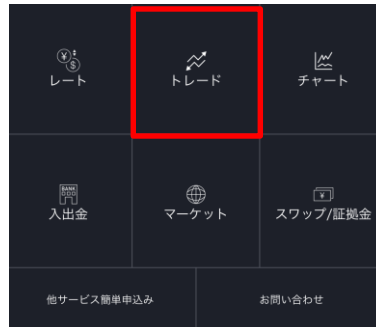 レート
トレード
チャート
BANK
入出金
マーケット
スワップ/証拠金
他サービス簡単申込み
お問い合わせ